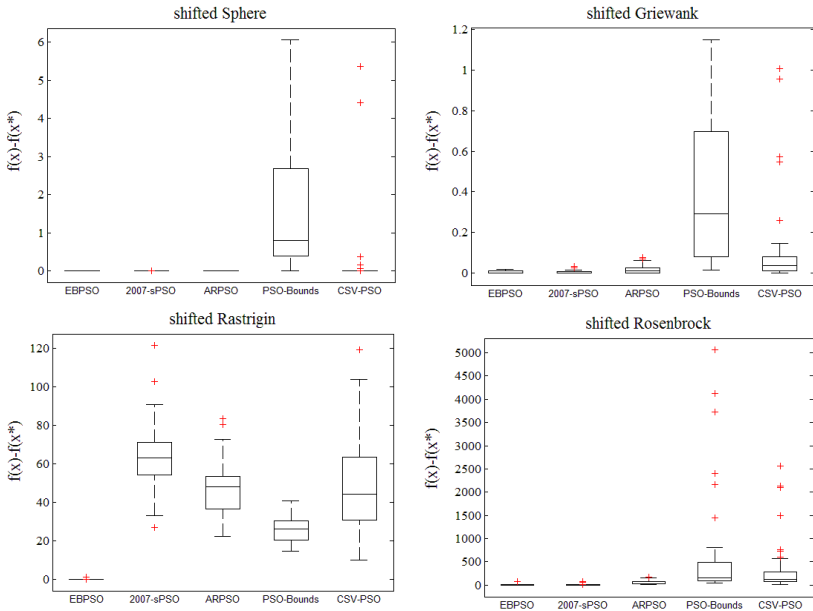 shifted Sphere
f(x)-f(x*)
6
5
4
3
2
1
0
EBPSO 2007-sPSO ARPSO PSO-Bounds CSV-PSO
shifted Griewank
f(x)-f(x*)
1.2
1
0.8
0.6
0.4
0.2
0
EBPSO 2007-sPSO ARPSO PSO-Bounds CSV-PSO
shifted Rastrigin
f(x)-f(x*)
120
100
80
60
40
20
0
EBPSO 2007-sPSO ARPSO PSO-Bounds CSV-PSO
shifted Rosenbrock
f(x)-f(x*)
5000
4500
4000
3500
3000
2500
2000
1500
1000
500
0
EBPSO 2007-sPSO ARPSO PSO-Bounds CSV-PSO